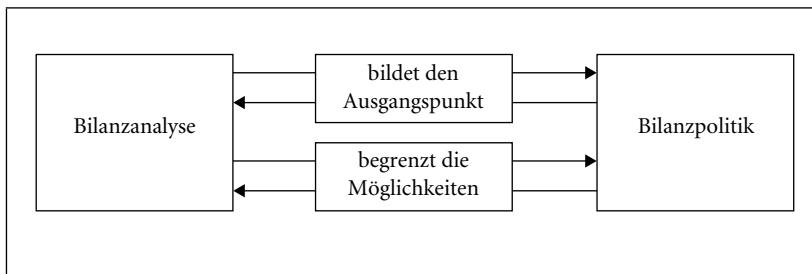 bildet den
Ausgangspunkt
Bilanzanalyse
Bilanzpolitik
begrenzt die
Möglichkeiten